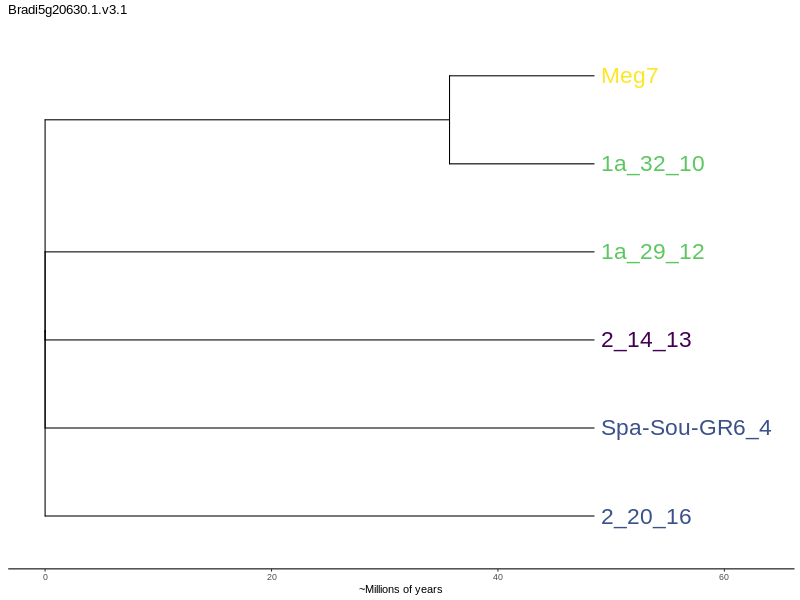 Bradi5g20630.1.v3.1
Meg7
1a_32_10
1a_29_12
2_14_13
Spa-Sou-GR6_4
2_20_16
0 20 40 60
~Millions of years